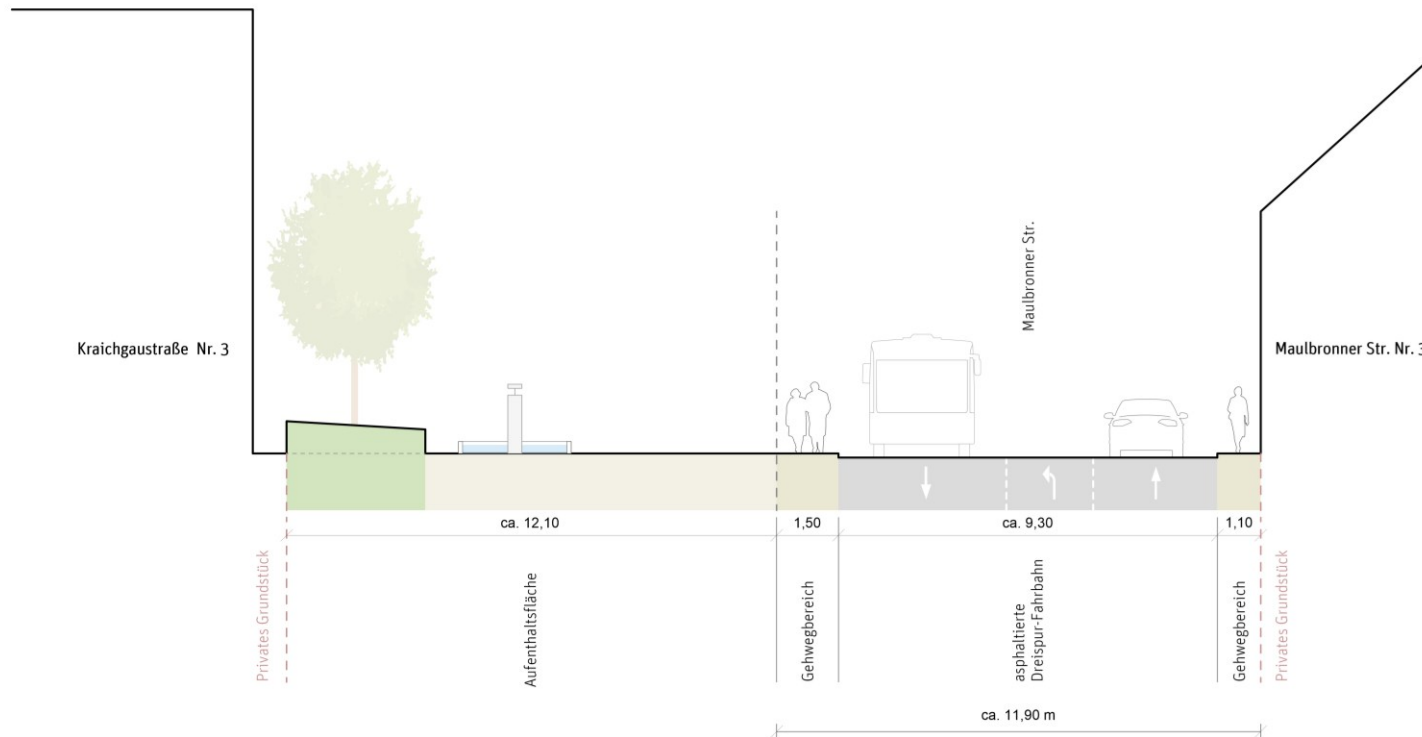 Maulbronner Str.
Kraichgaustraße Nr. 3
Maulbronner Str. Nr. 3
ca. 12,10
1,50
ca. 9,30
1,10
Privates Grundstück
Aufenthaltsfläche
Gehwegbereich
asphaltierte
Dreispur-Fahrbahn
Gehwegbereich
Privates Grundstück
ca. 11,90 m